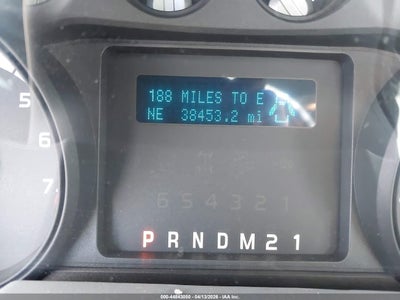 188 MILES TO E
NE 38453.2 mi
5
6
7
6 5 4 3 2 1
P R N D M 2 1
000-44843050 - 04/13/2026 - IAA Inc.